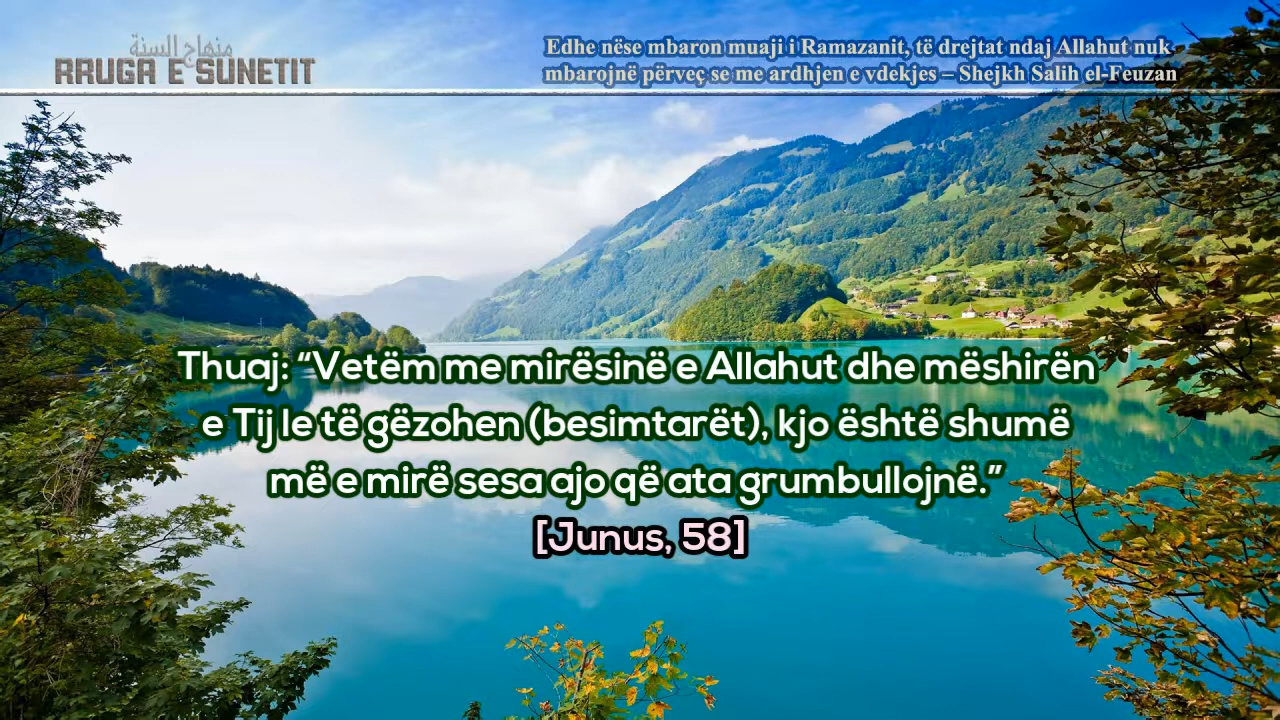 منهاج السنة
RRUGA E SUNETIT
Edhe nëse mbaron muaji i Ramazanit, të drejtat ndaj Allahut nuk
mbarojnë përveç se me ardhjen e vdekjes – Shejkh Salih el-Feuzan
Thuaj: “Vetëm me mirësinë e Allahut dhe mëshirën
e Tij le të gëzohen (besimtarët), kjo është shumë
më e mirë sesa ajo që ata grumbullojnë.”
[Junus, 58]